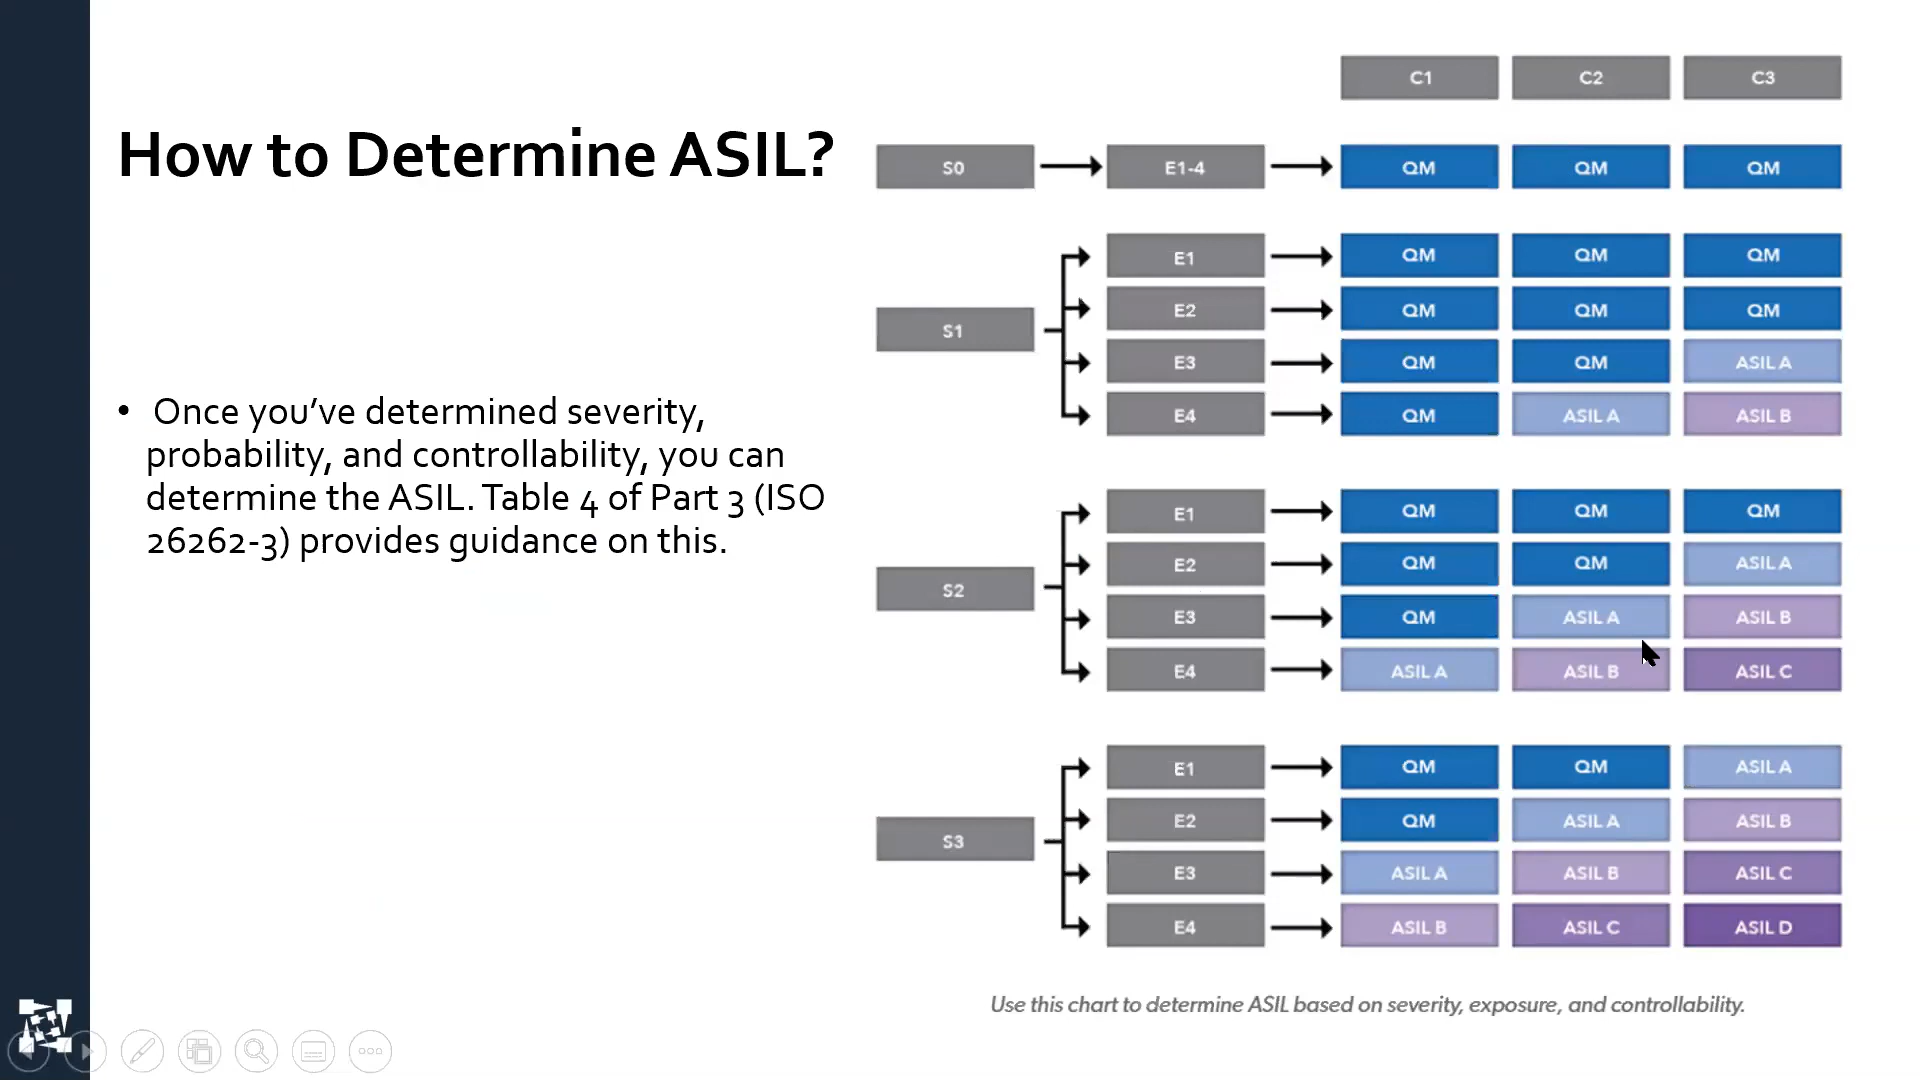 How to Determine ASIL?
• Once you’ve determined severity,
probability, and controllability, you can
determine the ASIL. Table 4 of Part 3 (ISO
26262-3) provides guidance on this.
C1 C2 C3
S0 E1-4 QM QM QM
S1
E1 QM QM QM
E2 QM QM QM
E3 QM QM ASIL A
E4 QM ASIL A ASIL B
S2
E1 QM QM QM
E2 QM QM ASIL A
E3 QM ASIL A ASIL B
E4 ASIL A ASIL B ASIL C
S3
E1 QM QM ASIL A
E2 QM ASIL A ASIL B
E3 ASIL A ASIL B ASIL C
E4 ASIL B ASIL C ASIL D
Use this chart to determine ASIL based on severity, exposure, and controllability.